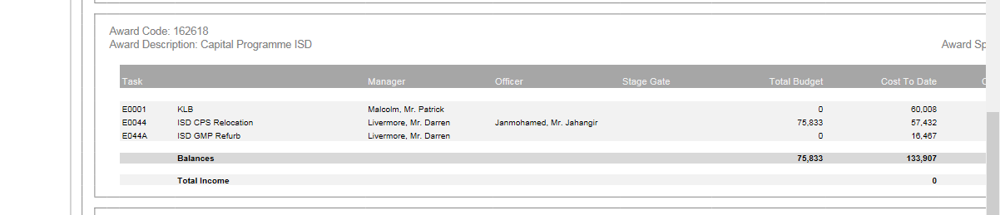 Award Code: 162618
Award Description: Capital Programme ISD Award Sp
Task Manager Officer Stage Gate Total Budget Cost To Date
E0001 KLB Malcolm, Mr. Patrick 0 60,008
E0044 ISD CPS Relocation Livermore, Mr. Darren Janmohamed, Mr. Jahangir 75,833 57,432
E044A ISD GMP Refurb Livermore, Mr. Darren 0 16,467
Balances 75,833 133,907
Total Income 0